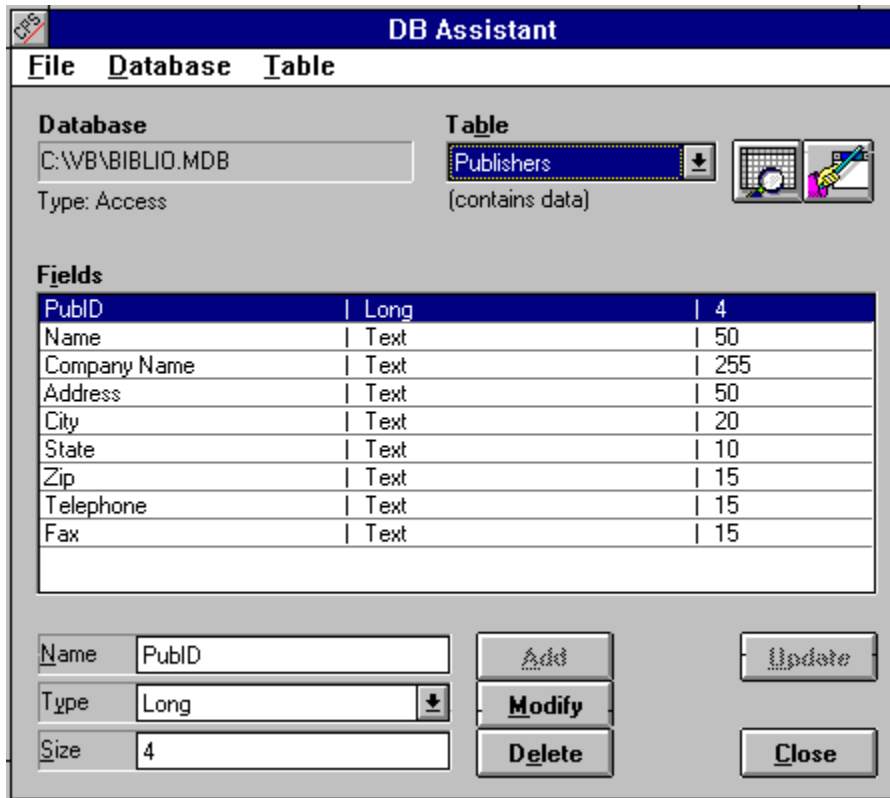 CPS
DB Assistant
File Database Table
Database
C:\VB\BIBLIO.MDB
Type: Access
Table
Publishers
(contains data)
Fields
PubID | Long | 4
Name | Text | 50
Company Name | Text | 255
Address | Text | 50
City | Text | 20
State | Text | 10
Zip | Text | 15
Telephone | Text | 15
Fax | Text | 15
Name PubID
Add
Update
Type Long
Modify
Size 4
Delete
Close